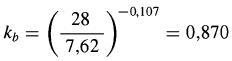 k_b = (28 / 7,62)^{-0,107} = 0,870